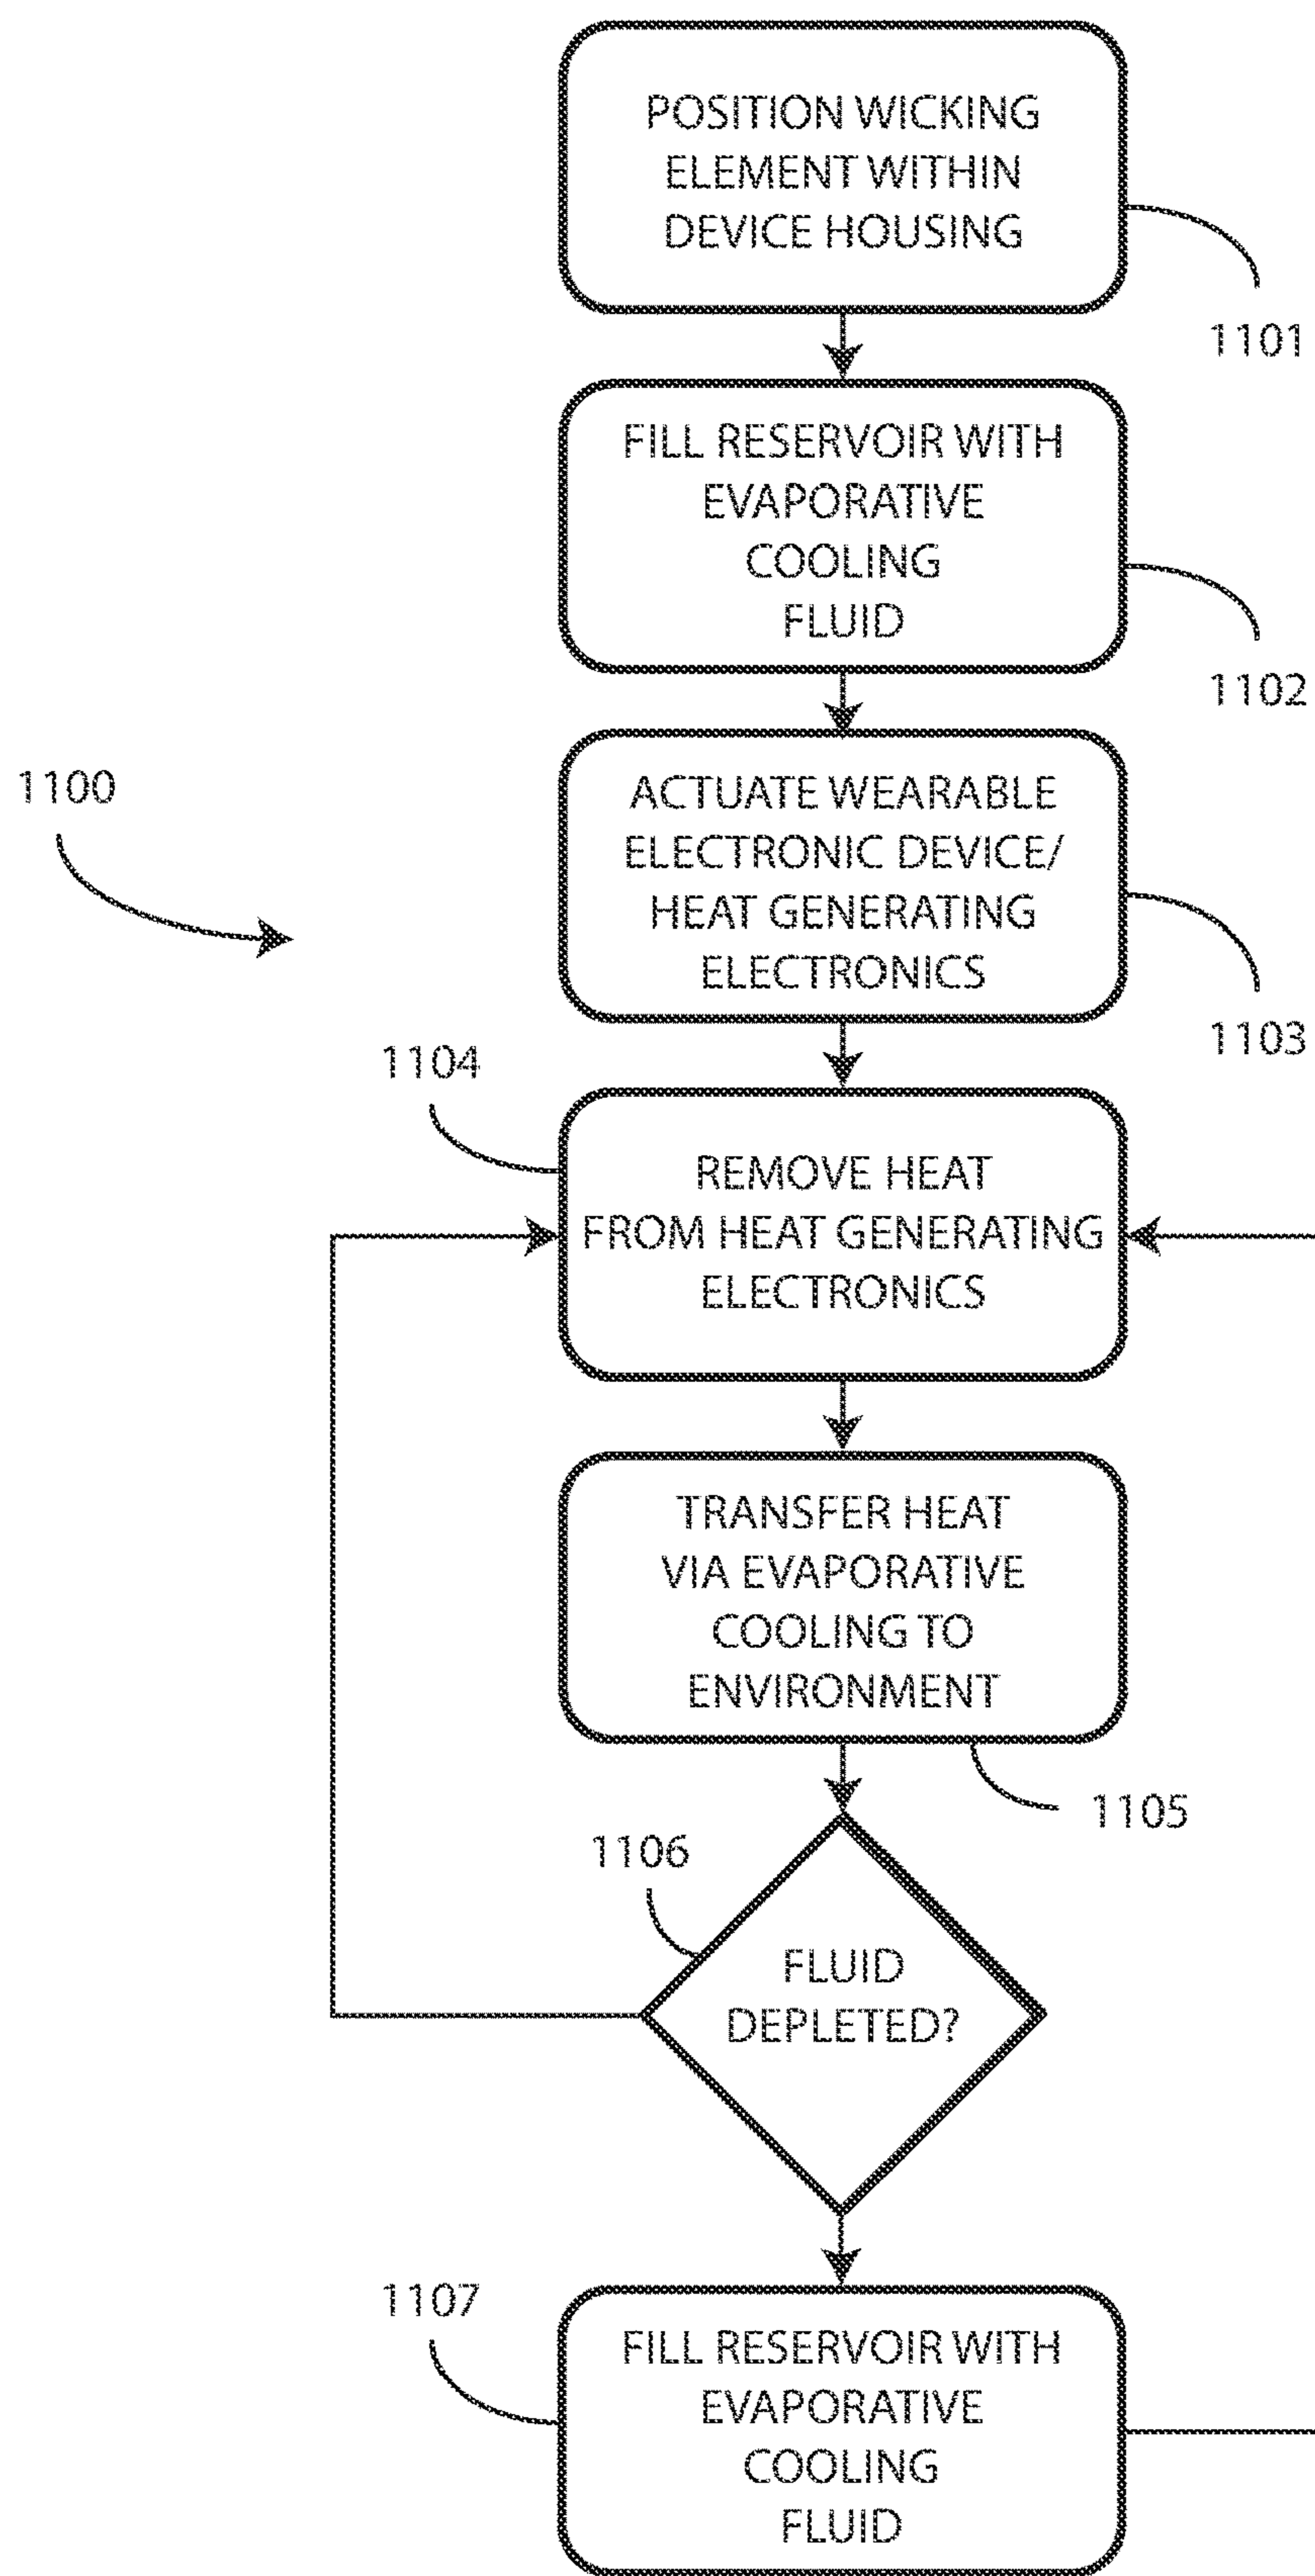 POSITION WICKING
ELEMENT WITHIN
DEVICE HOUSING
1101
FILL RESERVOIR WITH
EVAPORATIVE
COOLING
FLUID
1102
1100
ACTUATE WEARABLE
ELECTRONIC DEVICE/
HEAT GENERATING
ELECTRONICS
1103
1104
REMOVE HEAT
FROM HEAT GENERATING
ELECTRONICS
TRANSFER HEAT
VIA EVAPORATIVE
COOLING TO
ENVIRONMENT
1105
1106
FLUID
DEPLETED?
1107
FILL RESERVOIR WITH
EVAPORATIVE
COOLING
FLUID